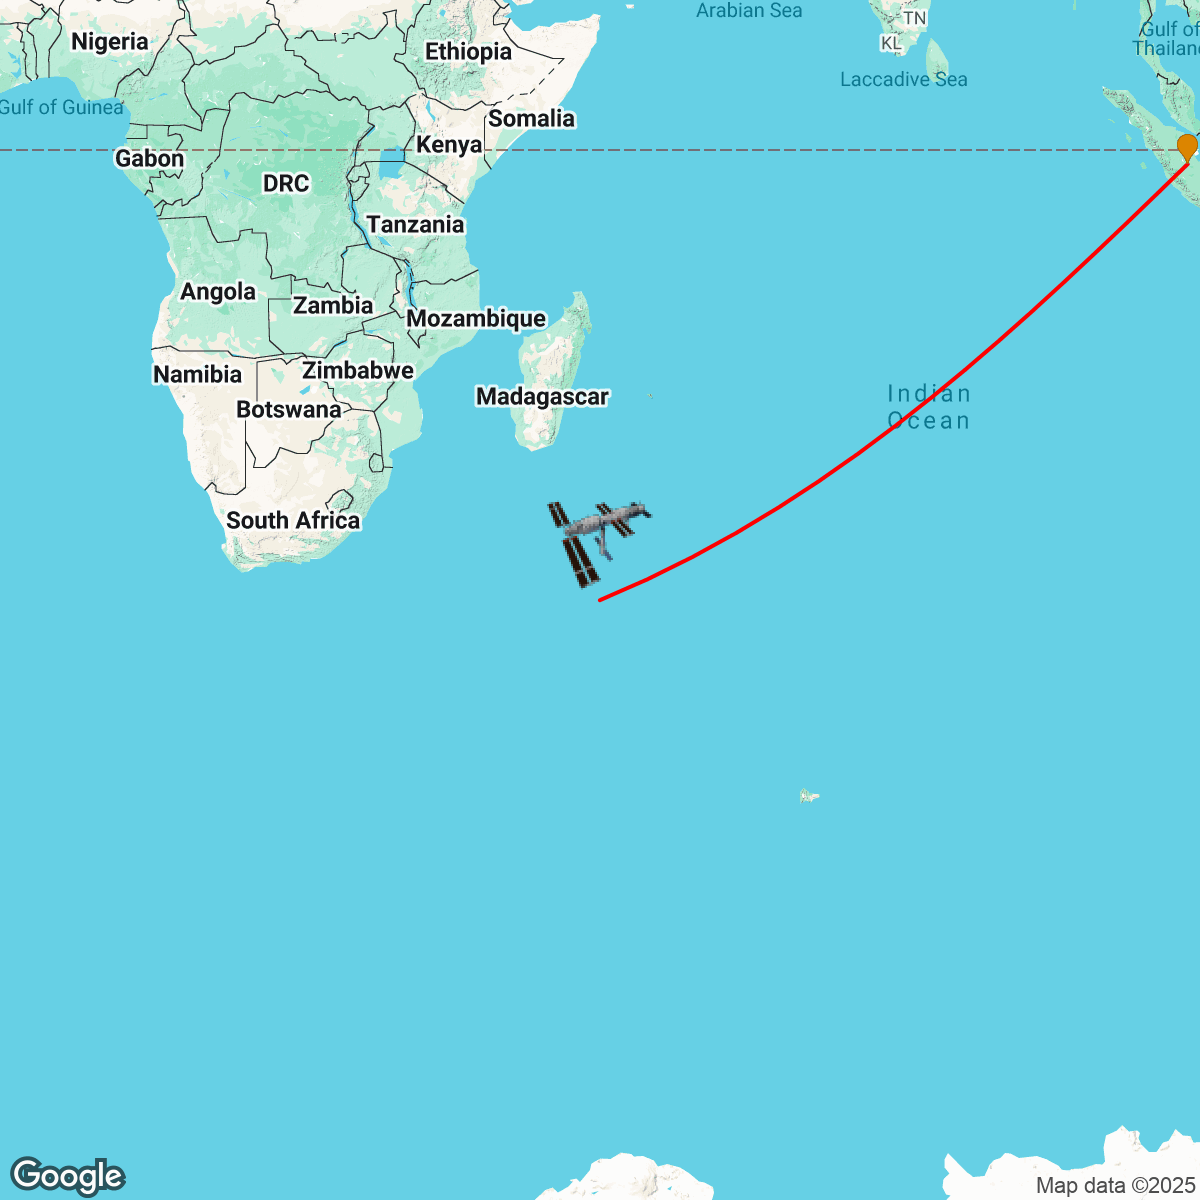 Arabian Sea
TN
Nigeria
Gulf of
Thailand
KL
Ethiopia
Laccadive Sea
Gulf of Guinea
Somalia
Kenya
Gabon
DRC
Tanzania
Angola
Zambia
Mozambique
Namibia
Zimbabwe
Indian
Ocean
Madagascar
Botswana
South Africa
Google
Map data ©2025